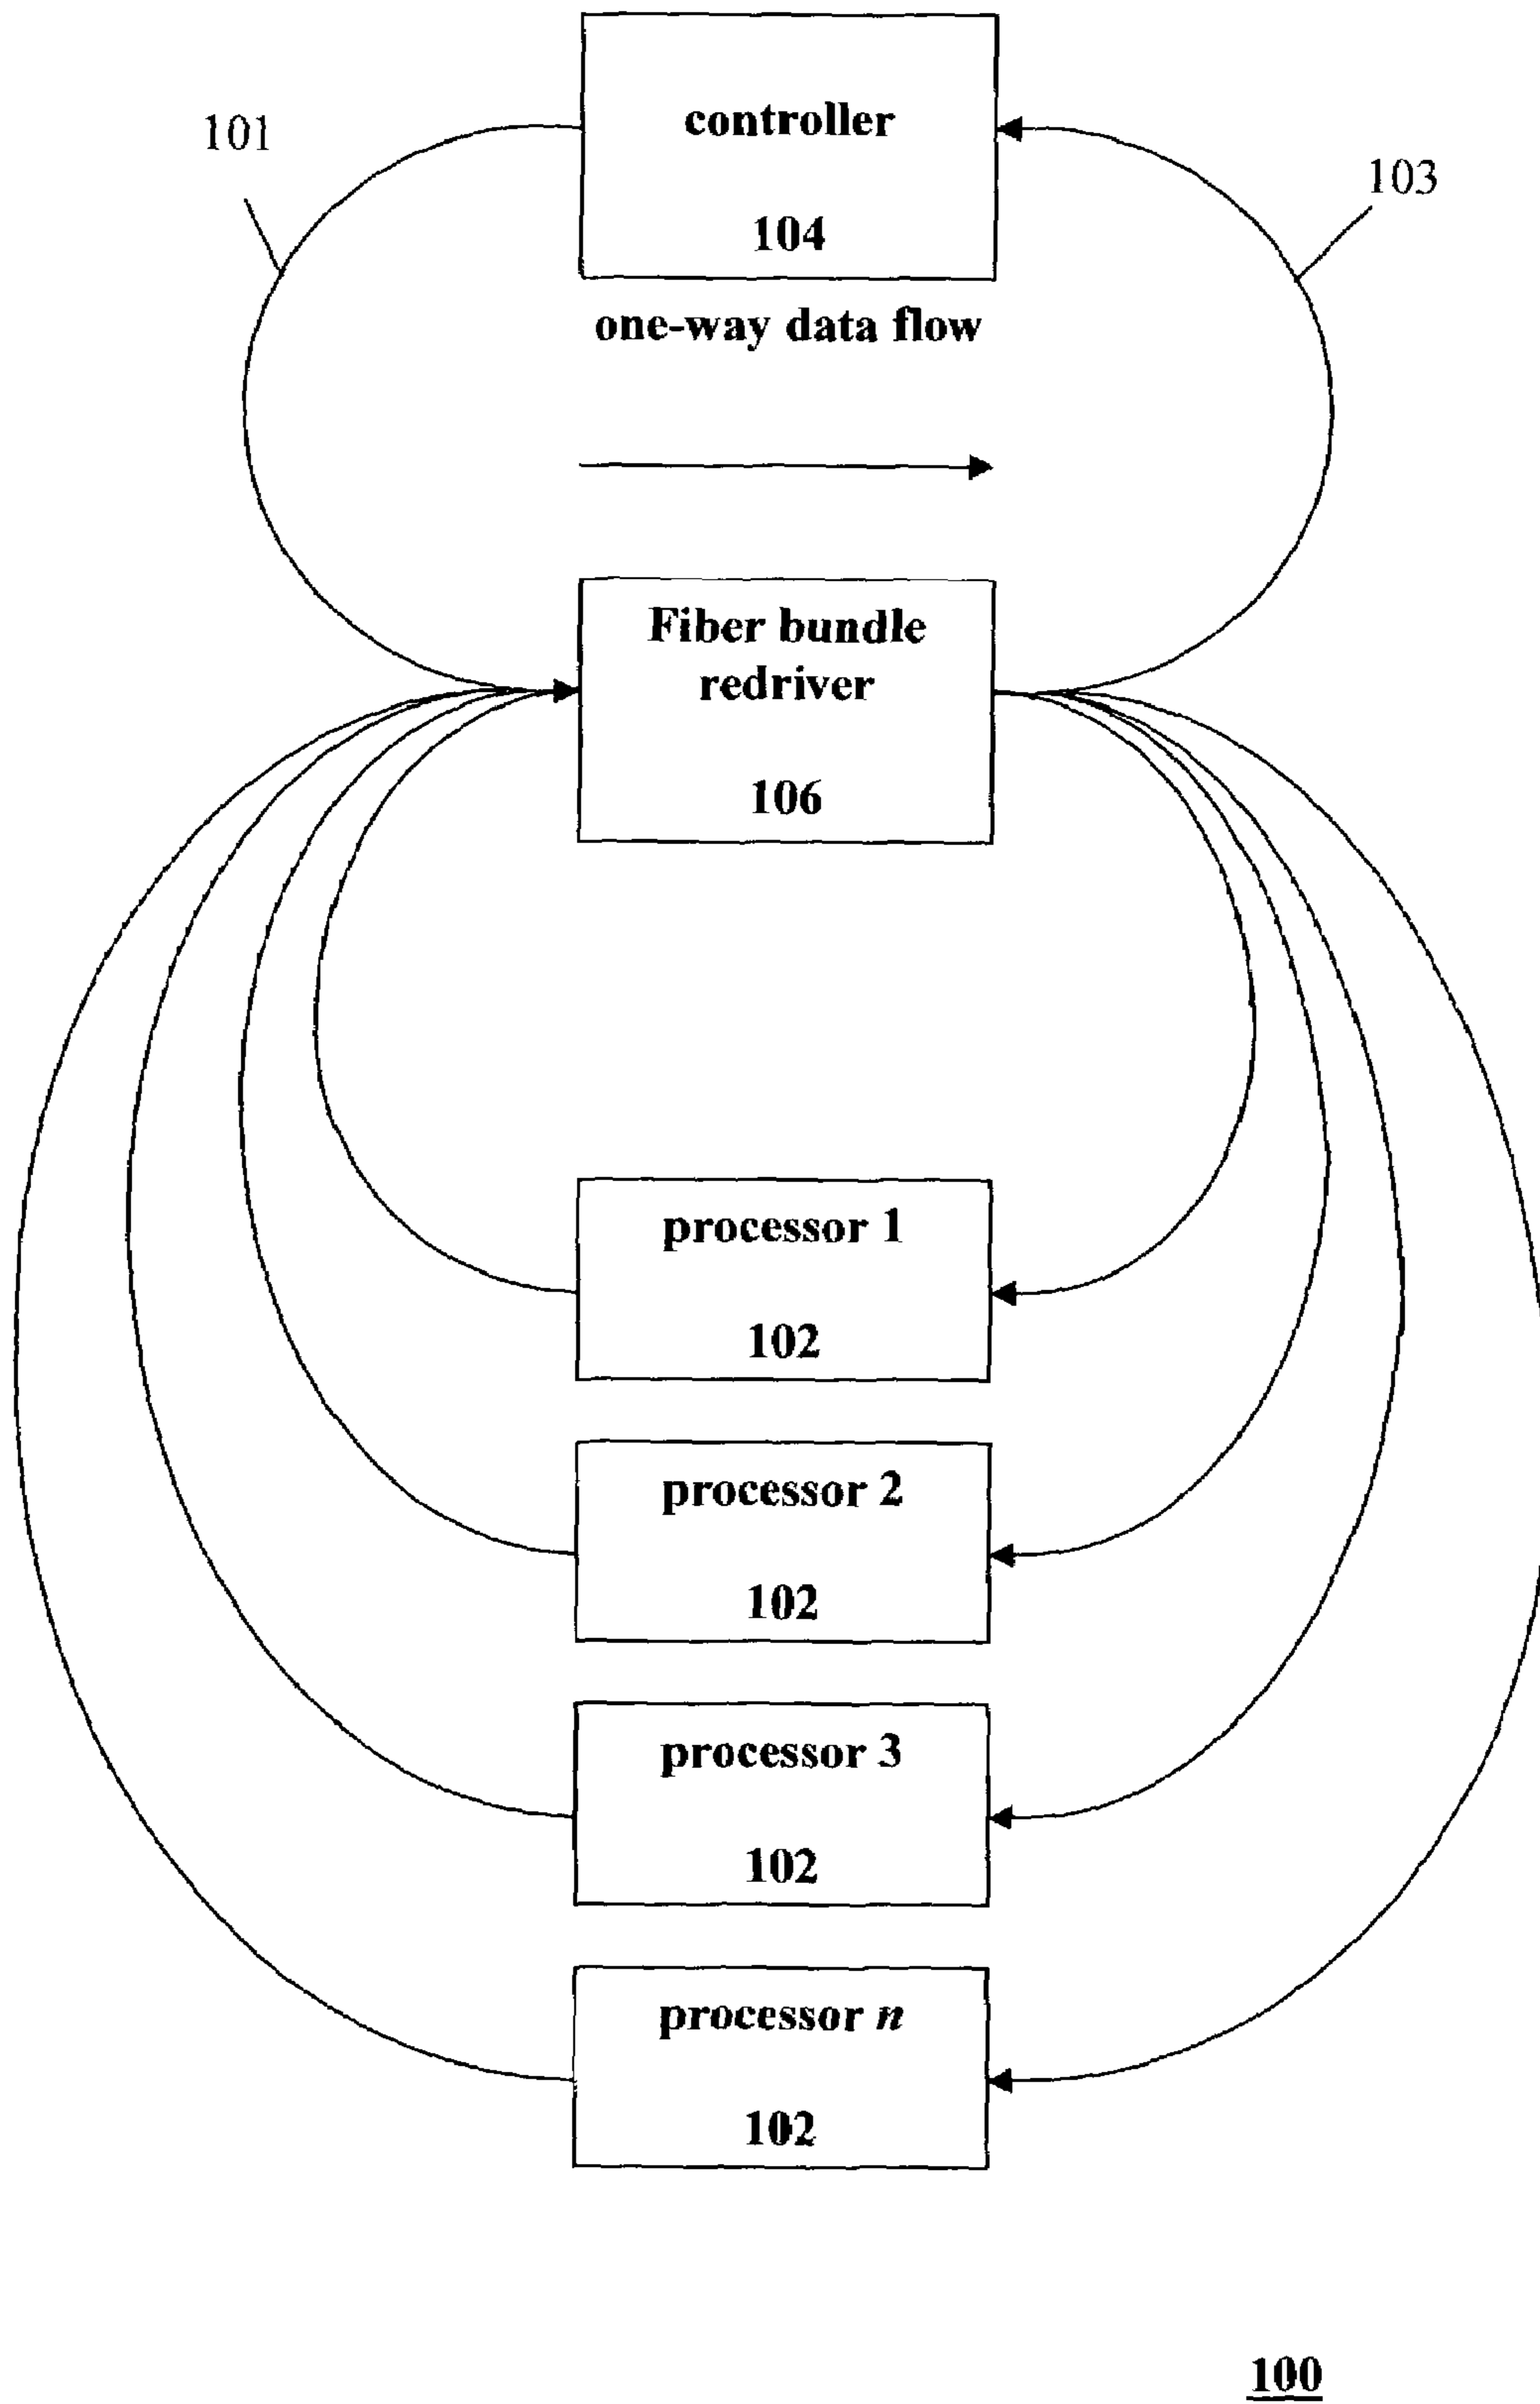 controller
101
103
104
one-way data flow
Fiber bundle
redriver
106
processor 1
102
processor 2
102
processor 3
102
processor n
102
100